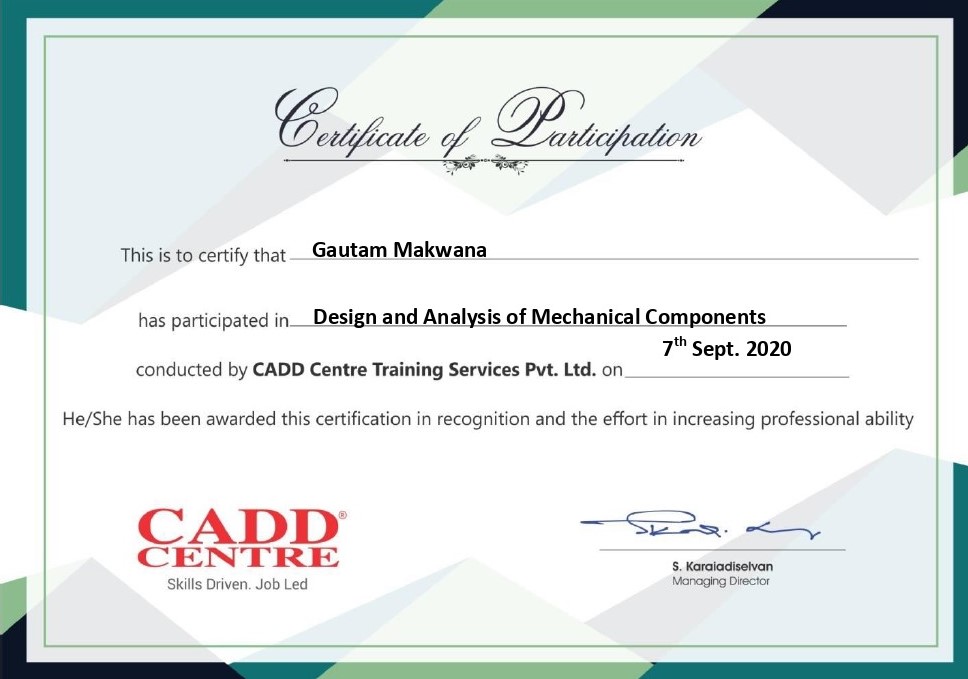 Certificate of Participation
This is to certify that Gautam Makwana
has participated in Design and Analysis of Mechanical Components
conducted by CADD Centre Training Services Pvt. Ltd. on 7th Sept. 2020
He/She has been awarded this certification in recognition and the effort in increasing professional ability
CADD®
CENTRE
Skills Driven. Job Led
S. Karaiadiselvan
Managing Director